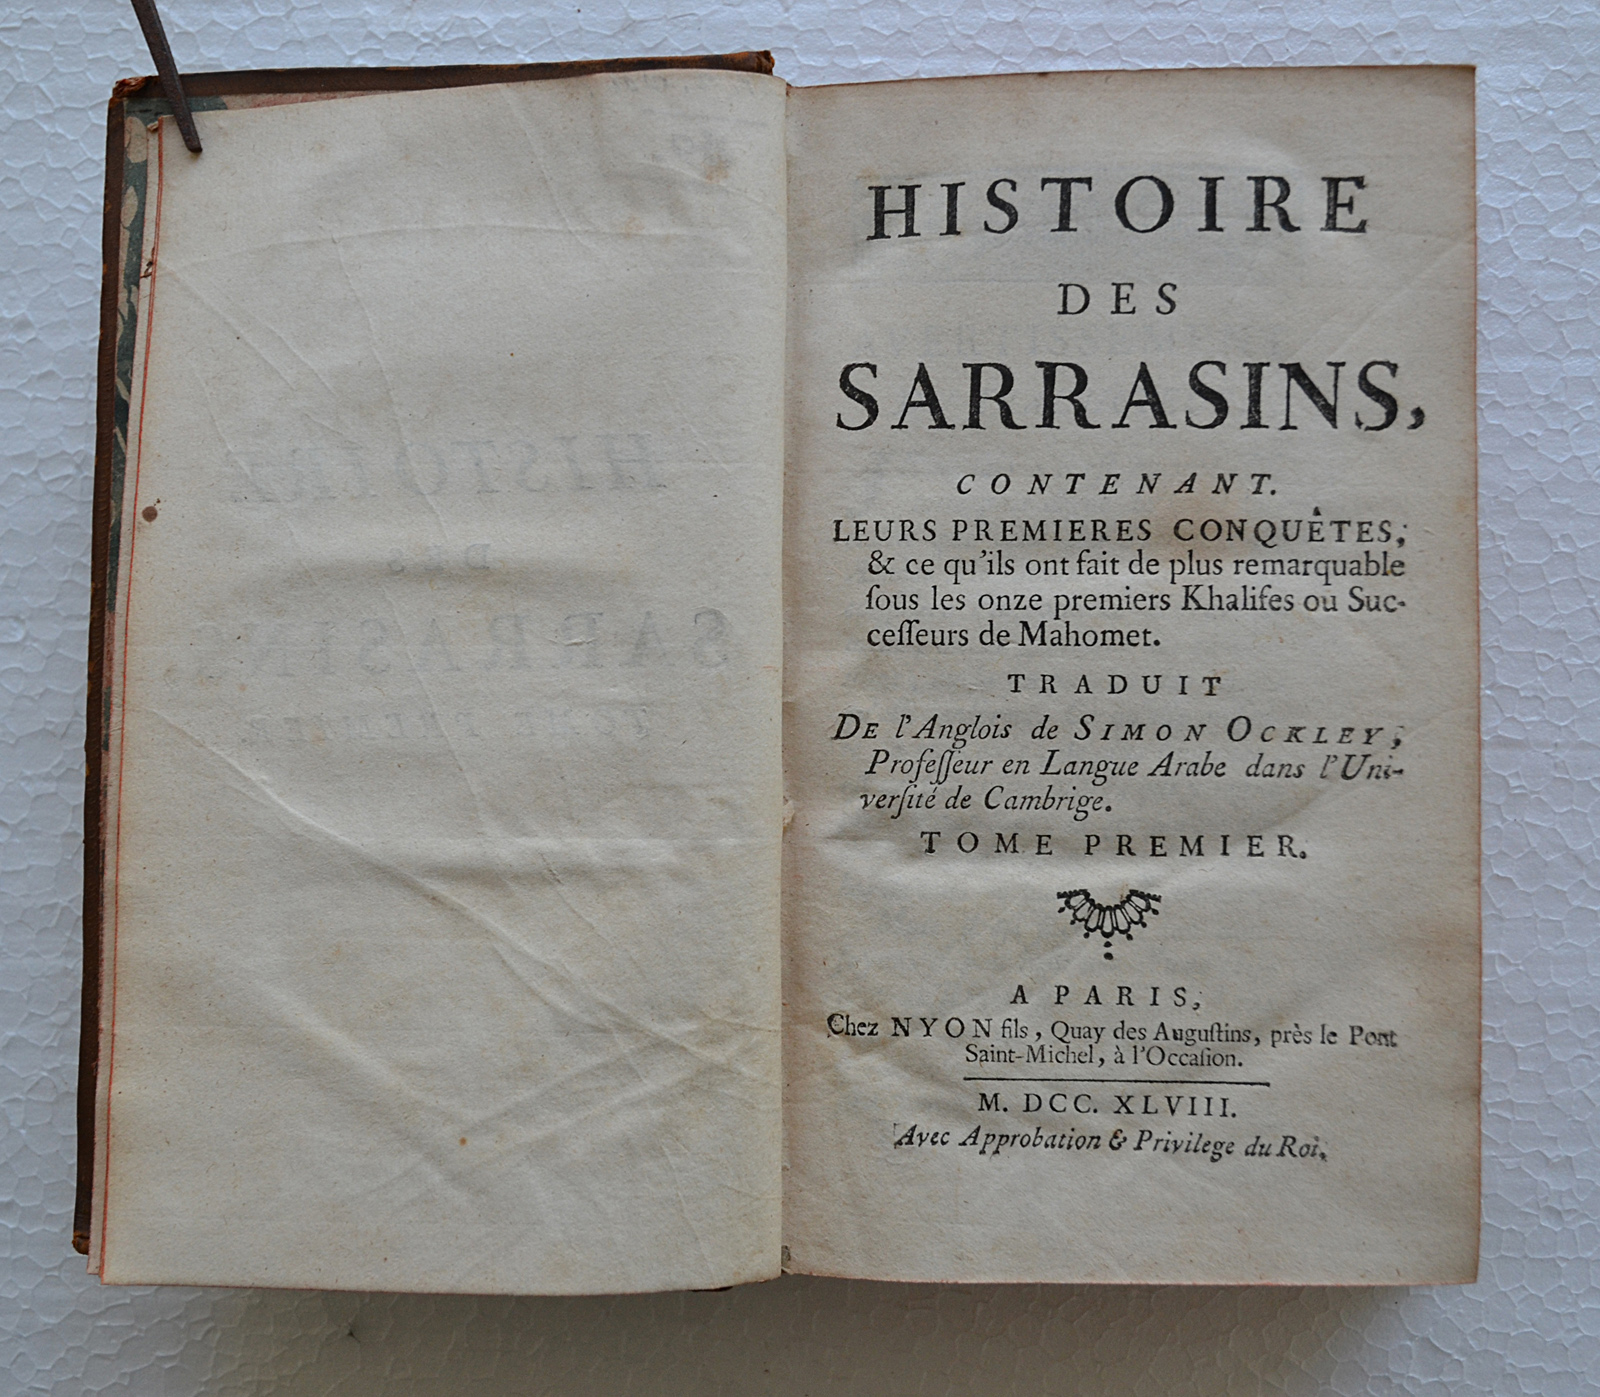 HISTOIRE
DES
SARRASINS,
CONTENANT.
LEURS PREMIERES CONQUÊTES;
& ce qu'ils ont fait de plus remarquable
ſous les onze premiers Khalifes ou Suc-
ceſſeurs de Mahomet.
TRADUIT
DE l'Anglois de SIMON OCKLEY,
Profeſſeur en Langue Arabe dans l'Uni-
verſité de Cambrige.
TOME PREMIER.
A PARIS,
Chez NYON fils, Quay des Auguſtins, près le Pont
Saint-Michel, à l'Occaſion.
M. DCC. XLVIII.
Avec Approbation & Privilege du Roi.